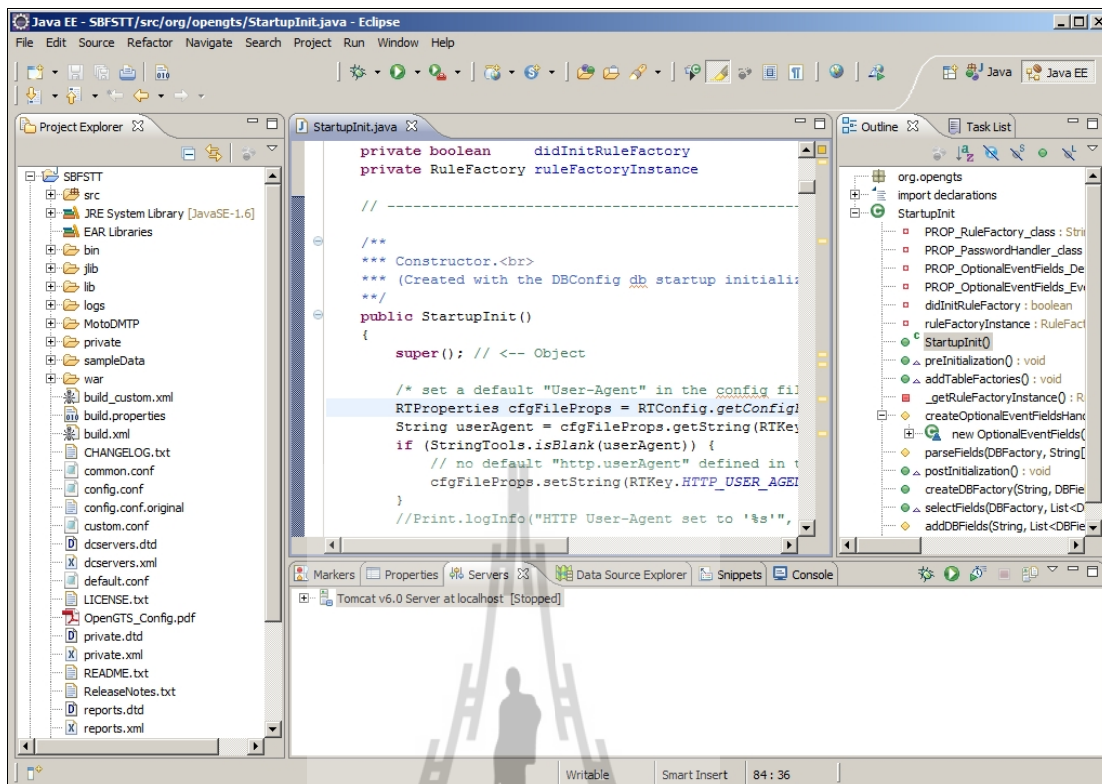 Java EE - SBFSTT/src/org/opengts/StartupInit.java - Eclipse
File Edit Source Refactor Navigate Search Project Run Window Help
Java Java EE
Project Explorer
SBFSTT
src
JRE System Library [JavaSE-1.6]
EAR Libraries
bin
jlib
lib
logs
MotoDMTP
private
sampleData
war
build_custom.xml
build.properties
build.xml
CHANGELOG.txt
common.conf
config.conf
config.conf.original
custom.conf
dcservers.dtd
dcservers.xml
default.conf
LICENSE.txt
OpenGTS_Config.pdf
private.dtd
private.xml
README.txt
ReleaseNotes.txt
reports.dtd
reports.xml
StartupInit.java
private boolean didInitRuleFactory
private RuleFactory ruleFactoryInstance
// ------------------------------------------------
/**
*** Constructor.<br>
*** (Created with the DBConfig db startup initializ
**/
public StartupInit()
{
super(); // <-- Object
/* set a default "User-Agent" in the config fil
RTProperties cfgFileProps = RTConfig.getConfig
String userAgent = cfgFileProps.getString(RTKey
if (StringTools.isBlank(userAgent)) {
// no default "http.userAgent" defined in t
cfgFileProps.setString(RTKey.HTTP_USER_AGE
}
//Print.logInfo("HTTP User-Agent set to '%s'",
Outline Task List
org.opengts
import declarations
StartupInit
PROP_RuleFactory_class : Stri
PROP_PasswordHandler_class
PROP_OptionalEventFields_De
PROP_OptionalEventFields_Ev
didInitRuleFactory : boolean
ruleFactoryInstance : RuleFact
StartupInit()
preInitialization() : void
addTableFactories() : void
_getRuleFactoryInstance() : R
createOptionalEventFieldsHan
new OptionalEventFields(
parseFields(DBFactory, String[
postInitialization() : void
createDBFactory(String, DBFie
selectFields(DBFactory, List<D
addDBFields(String, List<DBFie
Markers Properties Servers Data Source Explorer Snippets Console
Tomcat v6.0 Server at localhost [Stopped]
Writable Smart Insert 84 : 36